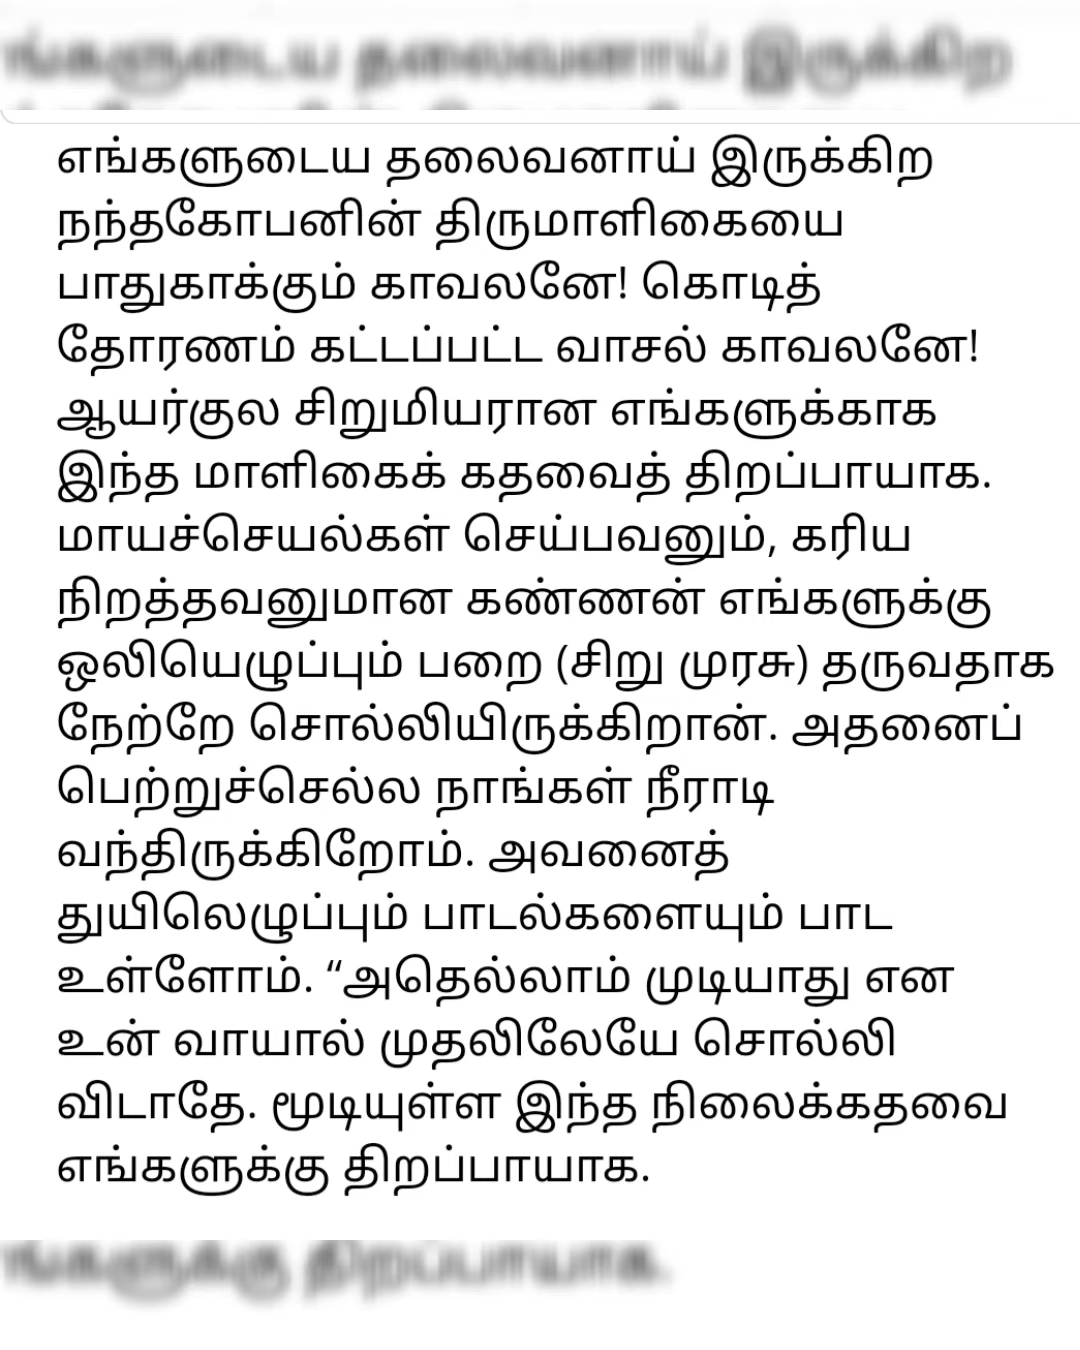 எங்களுடைய தலைவனாய் இருக்கிற
நந்தகோபனின் திருமாளிகையை
பாதுகாக்கும் காவலனே! கொடித்
தோரணம் கட்டப்பட்ட வாசல் காவலனே!
ஆயர்குல சிறுமியரான எங்களுக்காக
இந்த மாளிகைக் கதவைத் திறப்பாயாக.
மாயச்செயல்கள் செய்பவனும், கரிய
நிறத்தவனுமான கண்ணன் எங்களுக்கு
ஒலியெழுப்பும் பறை (சிறு முரசு) தருவதாக
நேற்றே சொல்லியிருக்கிறான். அதனைப்
பெற்றுச்செல்ல நாங்கள் நீராடி
வந்திருக்கிறோம். அவனைத்
துயிலெழுப்பும் பாடல்களையும் பாட
உள்ளோம். “அதெல்லாம் முடியாது என
உன் வாயால் முதலிலேயே சொல்லி
விடாதே. மூடியுள்ள இந்த நிலைக்கதவை
எங்களுக்கு திறப்பாயாக.